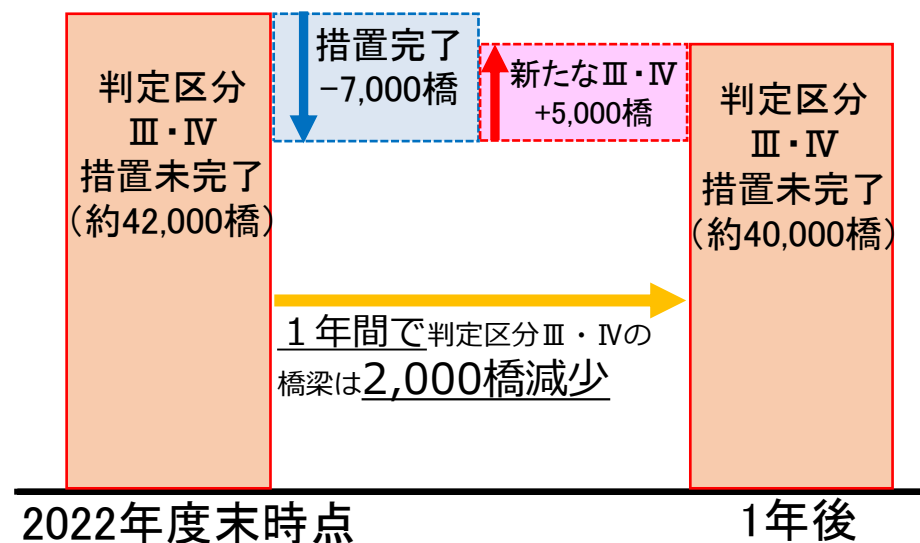 判定区分
Ⅲ・Ⅳ
措置未完了
(約42,000橋)
措置完了
-7,000橋
新たなⅢ・Ⅳ
+5,000橋
判定区分
Ⅲ・Ⅳ
措置未完了
(約40,000橋)
１年間で判定区分Ⅲ・Ⅳの
橋梁は2,000橋減少
2022年度末時点
1年後